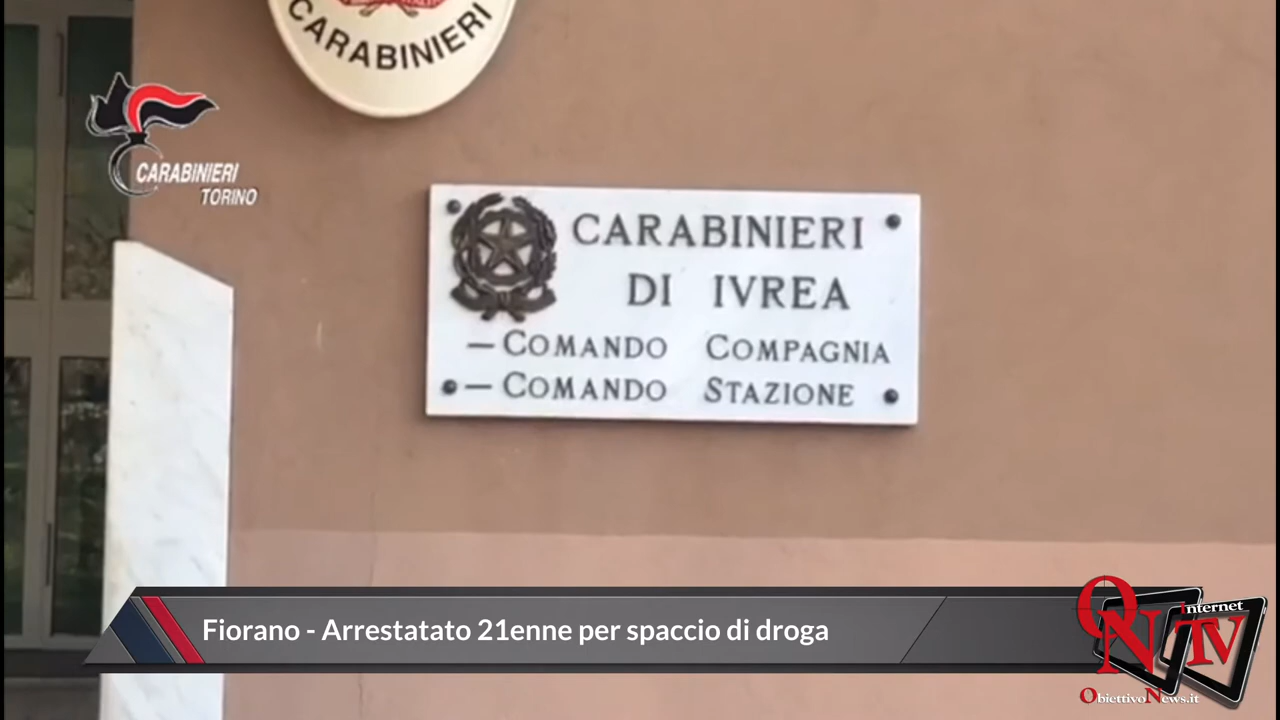 CARABINIERI
CARABINIERI
TORINO
CARABINIERI
DI IVREA
– COMANDO COMPAGNIA
– COMANDO STAZIONE
Fiorano - Arrestatato 21enne per spaccio di droga
ON
Internet
TV
ObiettivoNews.it